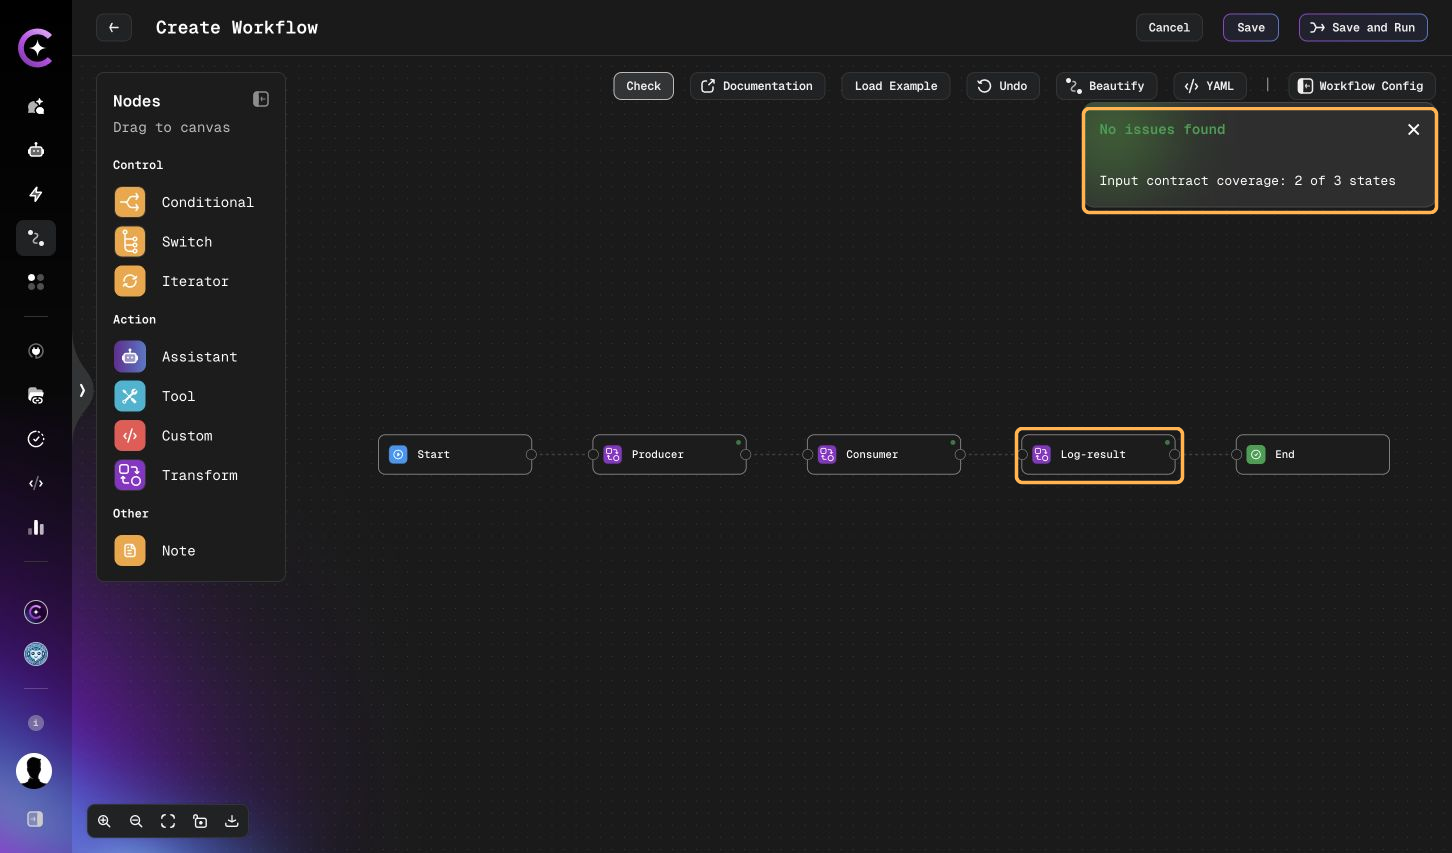 Create Workflow
Cancel
Save
Save and Run
Nodes
Drag to canvas
Control
Conditional
Switch
Iterator
Action
Assistant
Tool
Custom
Transform
Other
Note
Check
Documentation
Load Example
Undo
Beautify
YAML
Workflow Config
No issues found
Input contract coverage: 2 of 3 states
Start
Producer
Consumer
Log-result
End